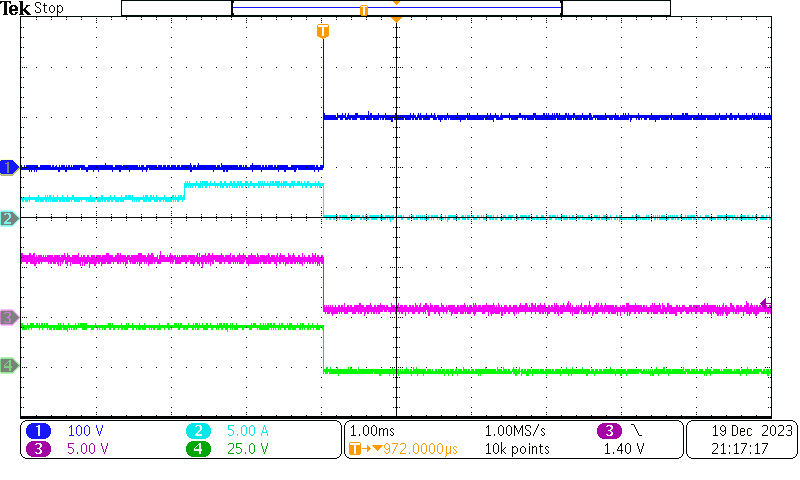 Tek Stop
T
T
1
2
3
4
1 100 V 2 5.00 A 1.00ms 1.00MS/s 3 19 Dec 2023
3 5.00 V 4 25.0 V T→▼972.0000µs 10k points 1.40 V 21:17:17